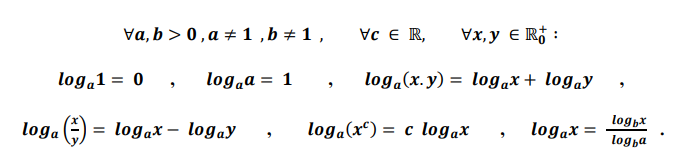 ∀a, b > 0 , a ≠ 1 , b ≠ 1 , ∀c ∈ ℝ, ∀x, y ∈ ℝ₀⁺ :
logₐ1 = 0 , logₐa = 1 , logₐ(x.y) = logₐx + logₐy ,
logₐ(x/y) = logₐx − logₐy , logₐ(xᶜ) = c logₐx , logₐx = log_b x / log_b a .